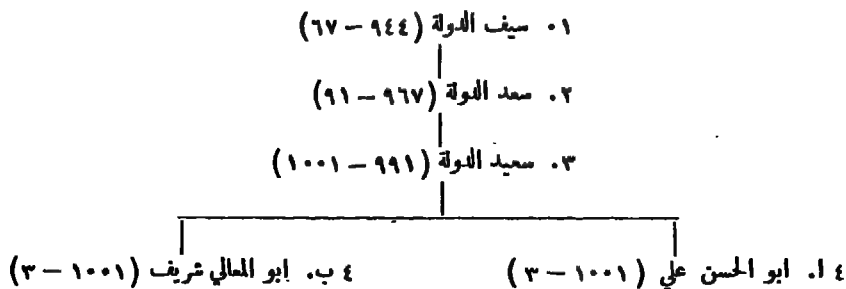 ١. سيف الدولة (٩٤٤ – ٦٧)
٢. سعد الدولة (٩٦٧ – ٩١)
٣. سعيد الدولة (٩٩١ – ١٠٠١)
٤ ا. ابو الحسن علي (١٠٠١ – ٣) ٤ ب. ابو المعالي شريف (١٠٠١ – ٣)